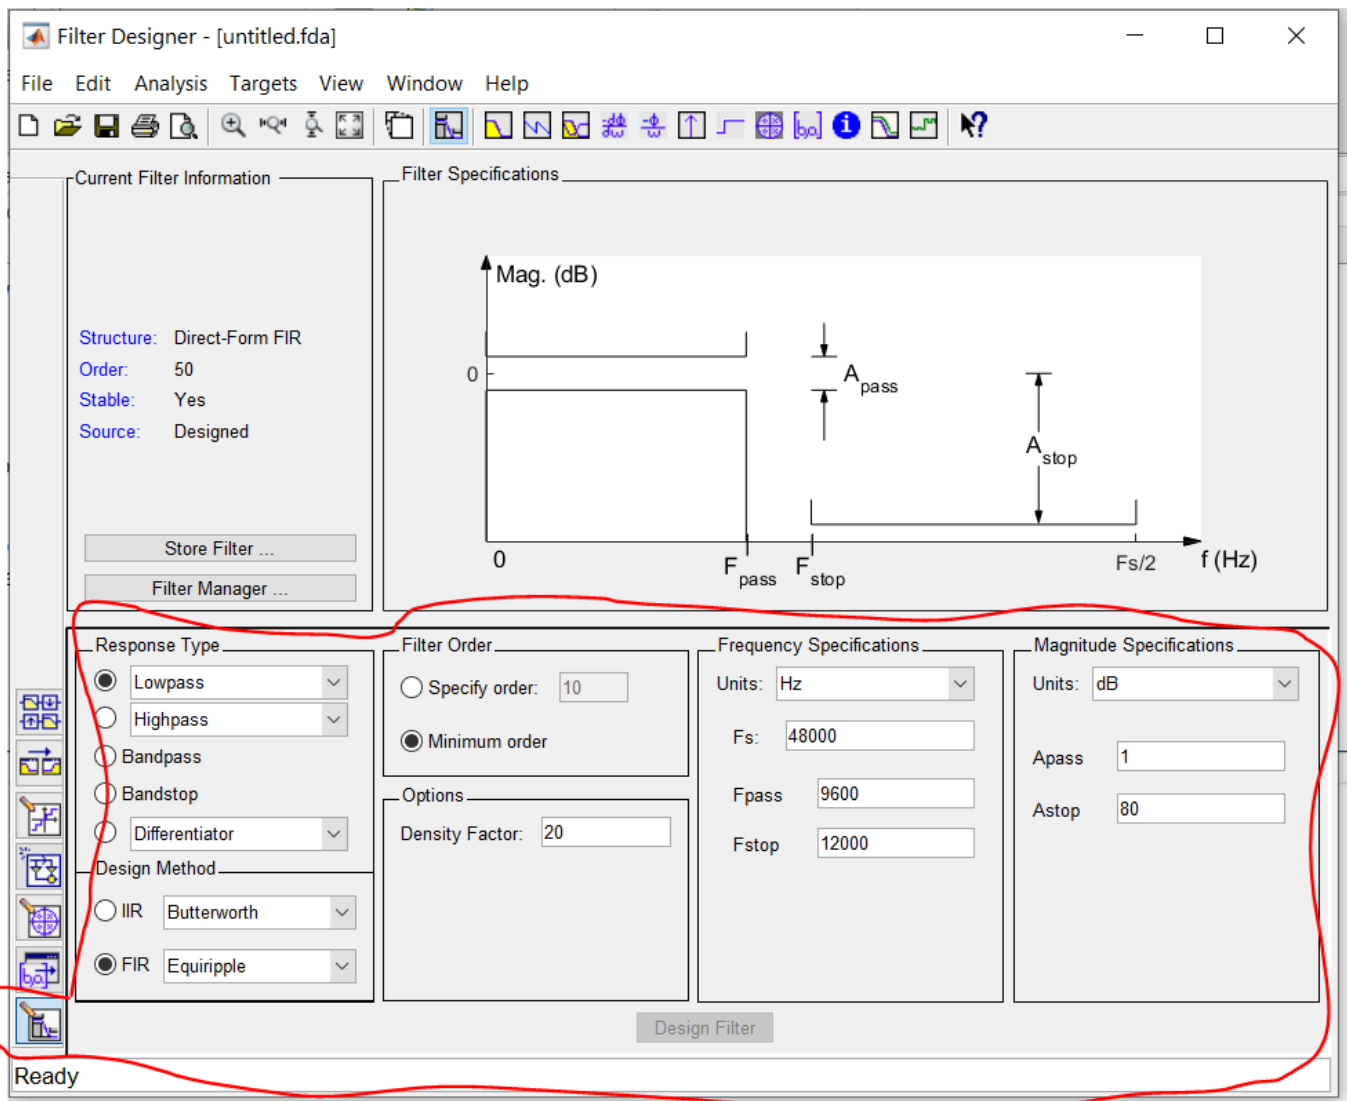 Filter Designer - [untitled.fda]
File Edit Analysis Targets View Window Help
Current Filter Information
Structure: Direct-Form FIR
Order: 50
Stable: Yes
Source: Designed
Store Filter ...
Filter Manager ...
Filter Specifications
Mag. (dB)
0
A pass
A stop
0
F pass
F stop
Fs/2
f (Hz)
Response Type
Lowpass
Highpass
Bandpass
Bandstop
Differentiator
Design Method
IIR Butterworth
FIR Equiripple
Filter Order
Specify order: 10
Minimum order
Options
Density Factor: 20
Frequency Specifications
Units: Hz
Fs: 48000
Fpass 9600
Fstop 12000
Magnitude Specifications
Units: dB
Apass 1
Astop 80
Design Filter
Ready